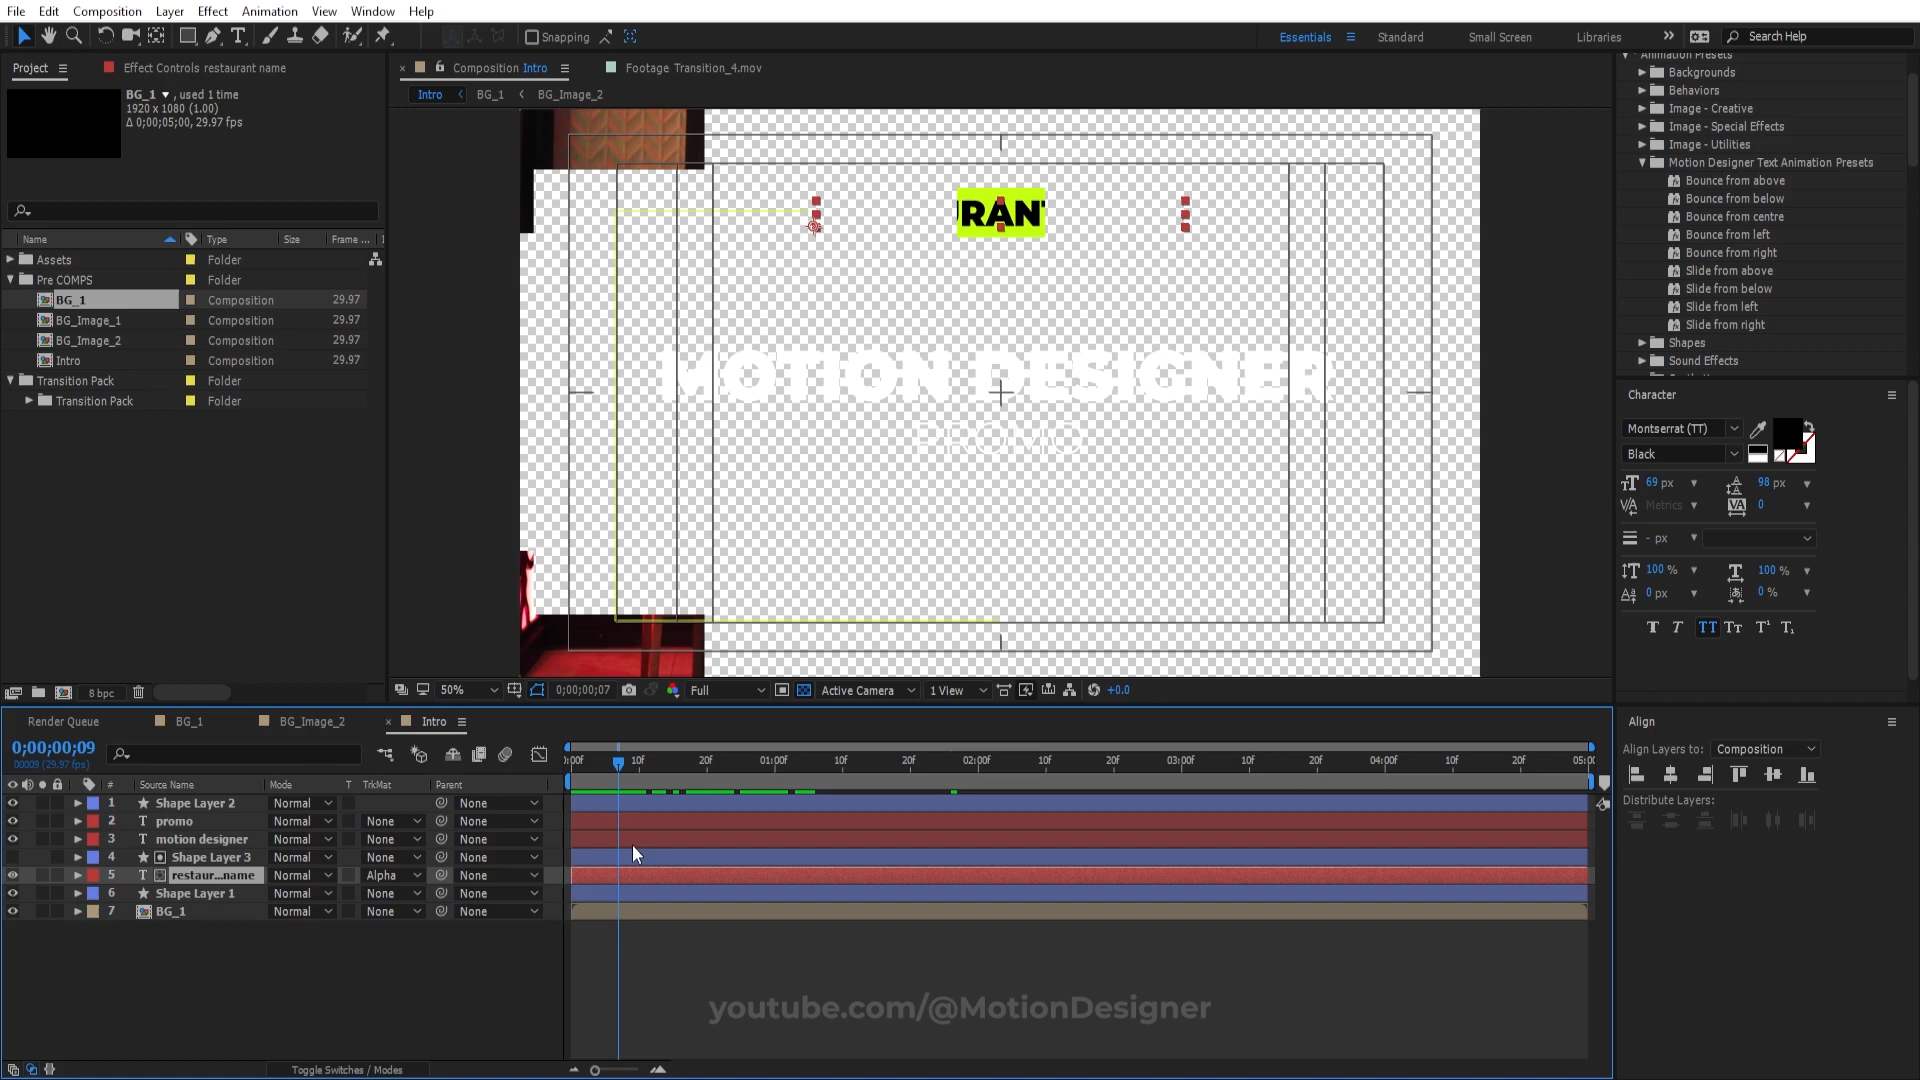 File Edit Composition Layer Effect Animation View Window Help
Snapping
Essentials Standard Small Screen Libraries Search Help
Project Effect Controls restaurant name
BG_1 , used 1 time
1920 x 1080 (1.00)
Δ 0;00;05;00, 29.97 fps
Name Type Size Frame ...
Assets Folder
Pre COMPS Folder
BG_1 Composition 29.97
BG_Image_1 Composition 29.97
BG_Image_2 Composition 29.97
Intro Composition 29.97
Transition Pack Folder
Transition Pack Folder
8 bpc
Composition Intro Footage Transition_4.mov
Intro BG_1 BG_Image_2
RAN
MOTION DESIGNER
PROMO
50% 0;00;00;07 Full Active Camera 1 View +0.0
Animation Presets
Backgrounds
Behaviors
Image - Creative
Image - Special Effects
Image - Utilities
Motion Designer Text Animation Presets
Bounce from above
Bounce from below
Bounce from centre
Bounce from left
Bounce from right
Slide from above
Slide from below
Slide from left
Slide from right
Shapes
Sound Effects
Character
Montserrat (TT)
Black
69 px 98 px
Metrics 0
- px
100 % 100 %
0 px 0 %
T T TT Tt T¹ T₁
Render Queue BG_1 BG_Image_2 Intro
0;00;00;09
00009 (29.97 fps)
# Source Name Mode T TrkMat Parent
:00f 10f 20f 01:00f 10f 20f 02:00f 10f 20f 03:00f 10f 20f 04:00f 10f 20f 05:00
1 Shape Layer 2 Normal None
2 T promo Normal None None
3 T motion designer Normal None None
4 Shape Layer 3 Normal None None
5 T restaur...name Normal Alpha None
6 Shape Layer 1 Normal None None
7 BG_1 Normal None None
youtube.com/@MotionDesigner
Toggle Switches / Modes
Align
Align Layers to: Composition
Distribute Layers: